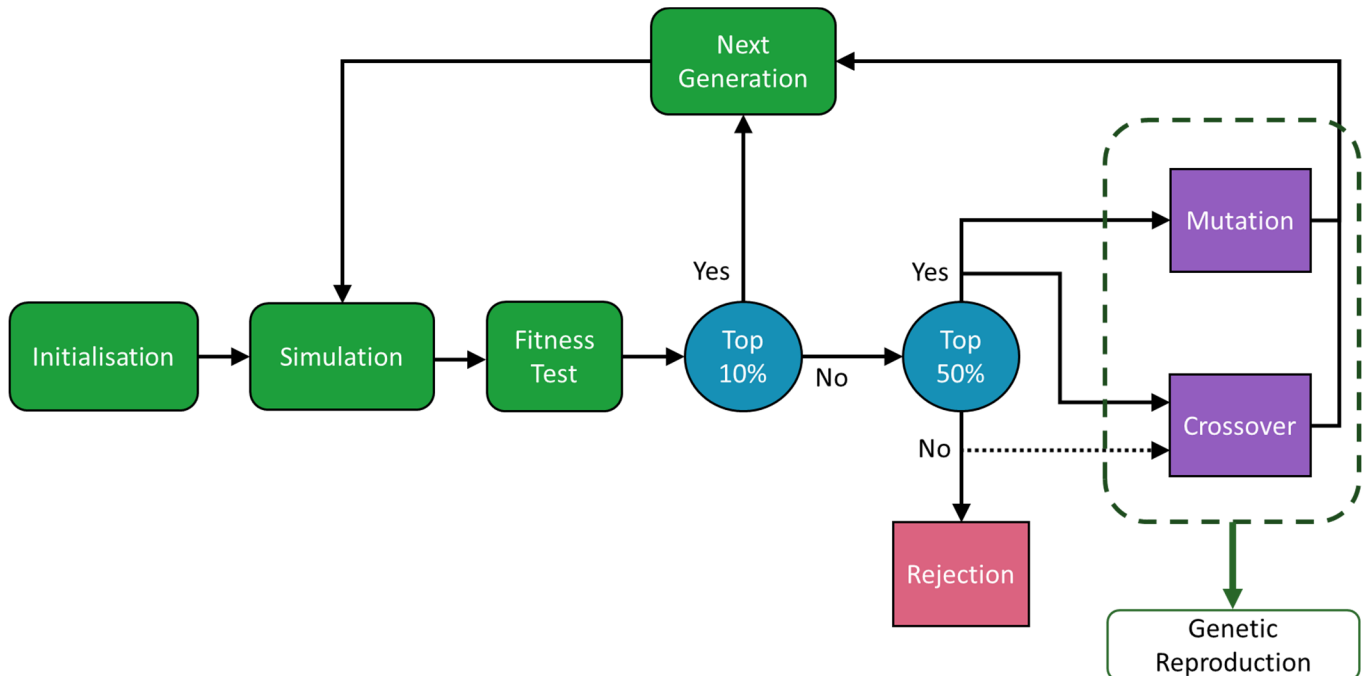 Next
Generation
Mutation
Yes
Yes
Initialisation
Simulation
Fitness
Test
Top
10%
No
Top
50%
Crossover
No
Rejection
Genetic
Reproduction